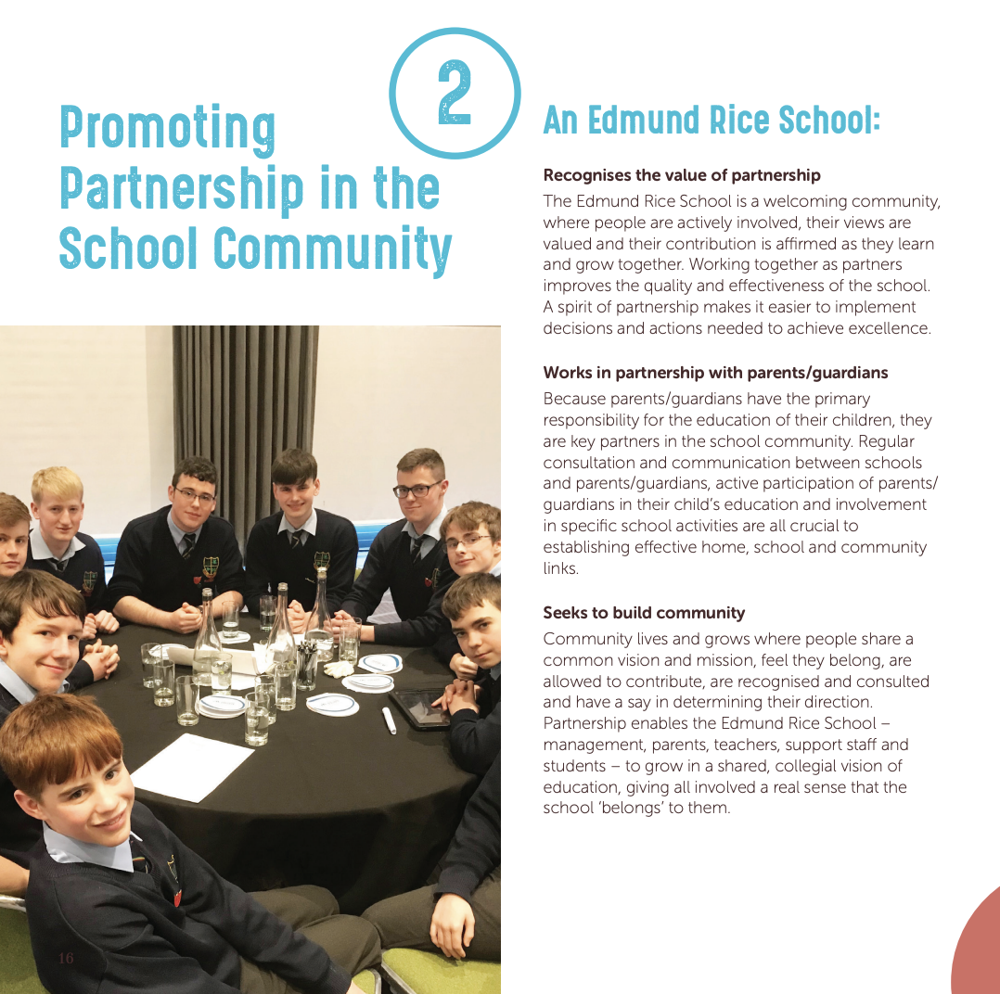 2
Promoting
Partnership in the
School Community
An Edmund Rice School:
Recognises the value of partnership
The Edmund Rice School is a welcoming community,
where people are actively involved, their views are
valued and their contribution is affirmed as they learn
and grow together. Working together as partners
improves the quality and effectiveness of the school.
A spirit of partnership makes it easier to implement
decisions and actions needed to achieve excellence.
Works in partnership with parents/guardians
Because parents/guardians have the primary
responsibility for the education of their children, they
are key partners in the school community. Regular
consultation and communication between schools
and parents/guardians, active participation of parents/
guardians in their child’s education and involvement
in specific school activities are all crucial to
establishing effective home, school and community
links.
Seeks to build community
Community lives and grows where people share a
common vision and mission, feel they belong, are
allowed to contribute, are recognised and consulted
and have a say in determining their direction.
Partnership enables the Edmund Rice School –
management, parents, teachers, support staff and
students – to grow in a shared, collegial vision of
education, giving all involved a real sense that the
school ‘belongs’ to them.
16